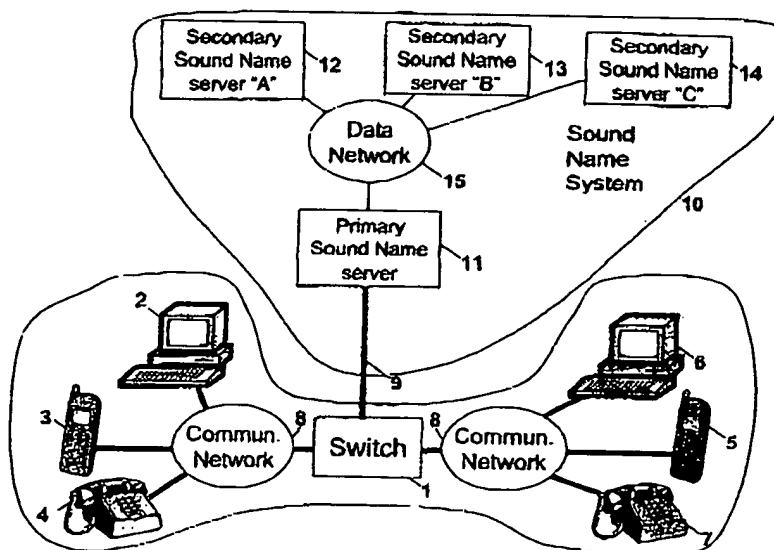 Secondary
Sound Name
server "A"
12
Secondary
Sound Name
server "B"
13
Secondary
Sound Name
server "C"
14
Data
Network
15
Sound
Name
System
10
Primary
Sound Name
server
11
2
3
4
Commun.
Network
8
9
Switch
1
8
Commun.
Network
6
5
7